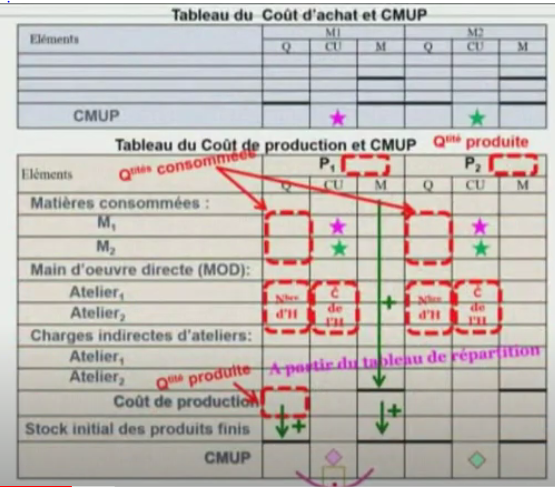 Tableau du Coût d'achat et CMUP
Eléments M1 M2
Q CU M Q CU M
CMUP
Tableau du Coût de production et CMUP Qtité produite
Eléments Qtités consommées P1 P2
Q CU M Q CU M
Matières consommées :
M1
M2
Main d'oeuvre directe (MOD):
Atelier1 Nbre d'H C de l'H Nbre d'H C de l'H
Atelier2
Charges indirectes d'ateliers:
Atelier1 A partir du tableau de répartition
Atelier2 Qtité produite
Coût de production
Stock initial des produits finis
CMUP